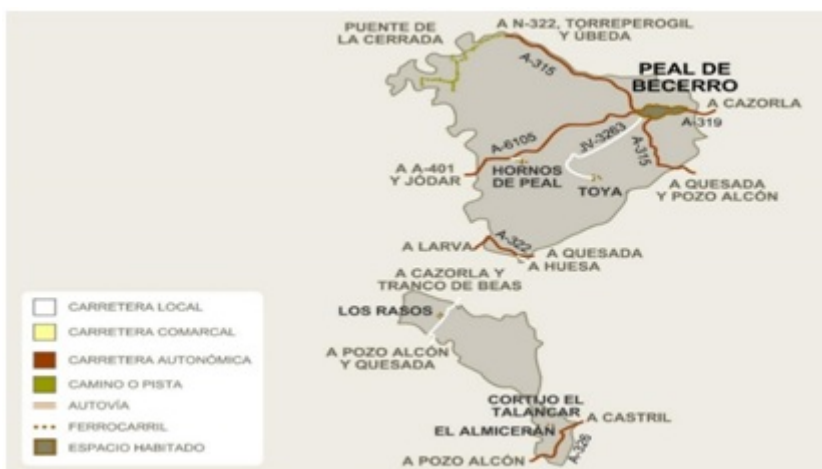 PUENTE DE
LA CERRADA
A N-322, TORREPEROGIL
Y ÚBEDA
A-315
PEAL DE
BECERRO
A CAZORLA
A-319
JV-3263
A-6105
A-315
A A-401
Y JÓDAR
HORNOS
DE PEAL
TOYA
A QUESADA
Y POZO ALCÓN
A LARVA
A-322
A QUESADA
A HUESA
A CAZORLA Y
TRANCO DE BEAS
LOS RASOS
A POZO ALCÓN
Y QUESADA
CORTIJO EL
TALANCAR
A CASTRIL
EL ALMICERÁN
A-326
A POZO ALCÓN
CARRETERA LOCAL
CARRETERA COMARCAL
CARRETERA AUTONÓMICA
CAMINO O PISTA
AUTOVÍA
FERROCARRIL
ESPACIO HABITADO